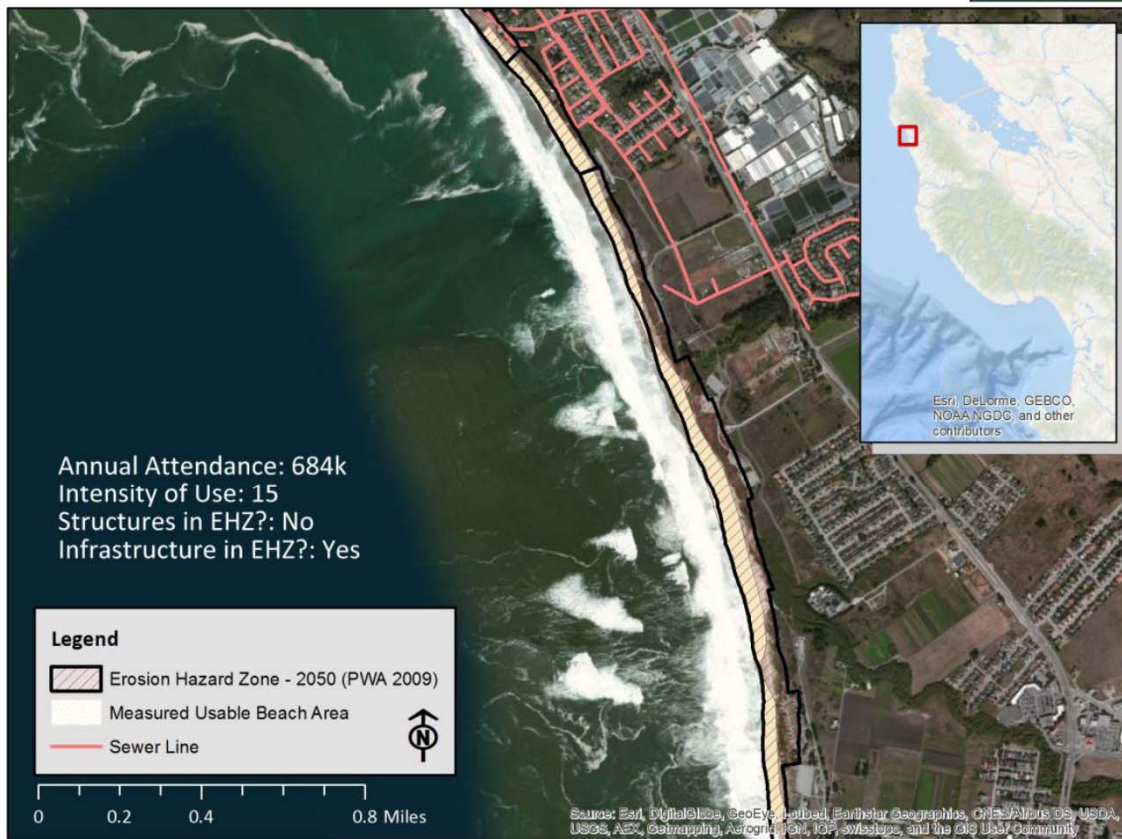 Esri, DeLorme, GEBCO,
NOAA NGDC, and other
contributors
Annual Attendance: 684k
Intensity of Use: 15
Structures in EHZ?: No
Infrastructure in EHZ?: Yes
Legend
Erosion Hazard Zone - 2050 (PWA 2009)
Measured Usable Beach Area
Sewer Line
N
0 0.2 0.4 0.8 Miles
Source: Esri, DigitalGlobe, GeoEye, i-cubed, Earthstar Geographics, CNES/Airbus DS, USDA,
USGS, AEX, Getmapping, Aerogrid, IGN, IGP, swisstopo, and the GIS User Community